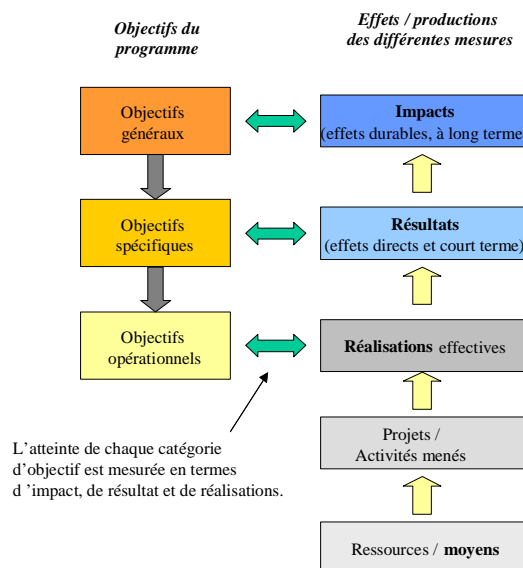 Objectifs du
programme
Effets / productions
des différentes mesures
Objectifs
généraux
Impacts
(effets durables, à long terme
Objectifs
spécifiques
Résultats
(effets directs et court terme)
Objectifs
opérationnels
Réalisations effectives
L'atteinte de chaque catégorie
d'objectif est mesurée en termes
d 'impact, de résultat et de réalisations.
Projets /
Activités menés
Ressources / moyens